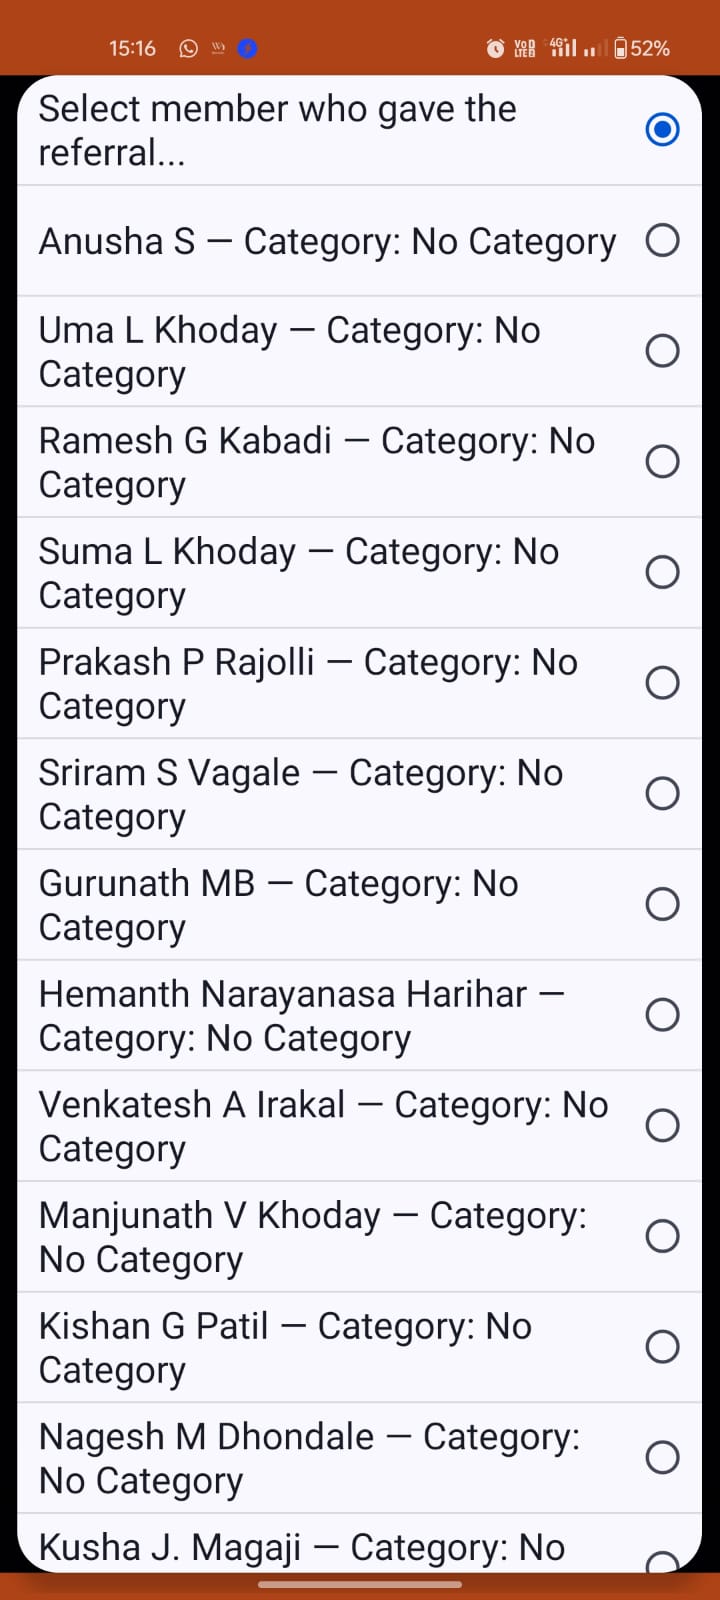 15:16
VoD LTED 4G+ 52%
Select member who gave the
referral...
Anusha S — Category: No Category
Uma L Khoday — Category: No
Category
Ramesh G Kabadi — Category: No
Category
Suma L Khoday — Category: No
Category
Prakash P Rajolli — Category: No
Category
Sriram S Vagale — Category: No
Category
Gurunath MB — Category: No
Category
Hemanth Narayanasa Harihar —
Category: No Category
Venkatesh A Irakal — Category: No
Category
Manjunath V Khoday — Category:
No Category
Kishan G Patil — Category: No
Category
Nagesh M Dhondale — Category:
No Category
Kusha J. Magaji — Category: No